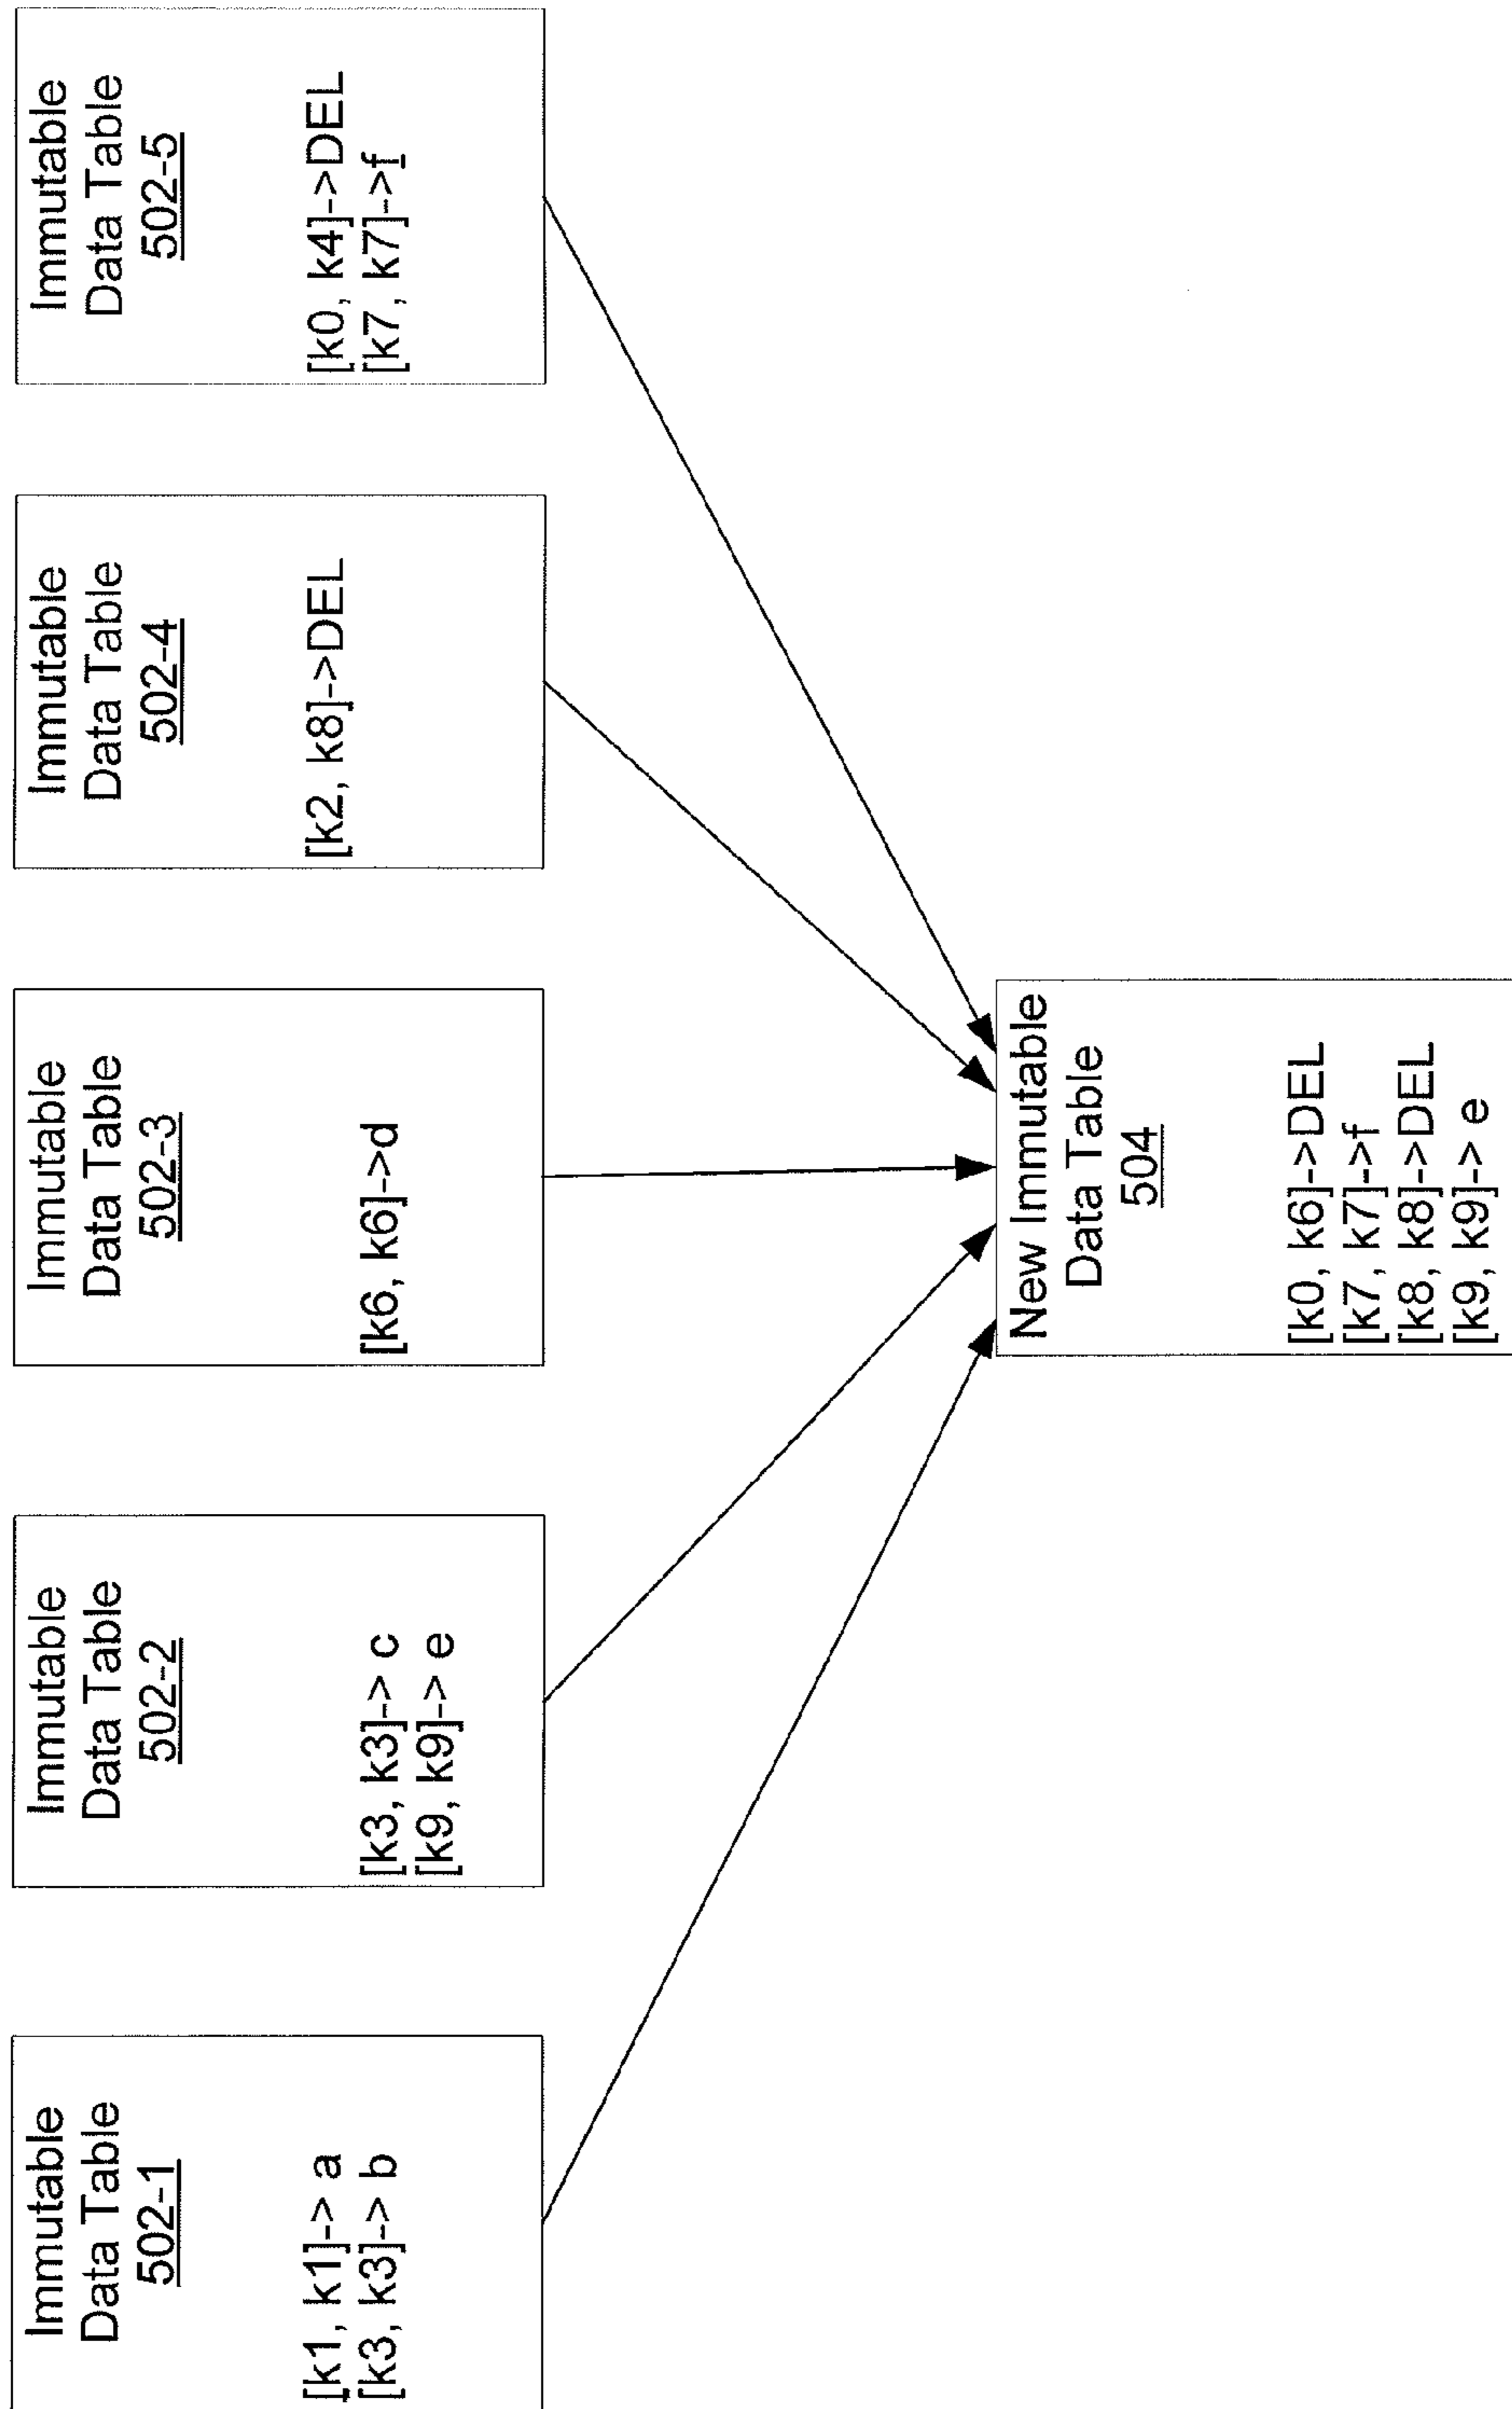 Immutable
Data Table
502-1
[k1, k1]-> a
[k3, k3]-> b
Immutable
Data Table
502-2
[k3, k3]-> c
[k9, k9]-> e
Immutable
Data Table
502-3
[k6, k6]->d
Immutable
Data Table
502-4
[k2, k8]->DEL
Immutable
Data Table
502-5
[k0, k4]->DEL
[k7, k7]->f
New Immutable
Data Table
504
[k0, k6]->DEL
[k7, k7]->f
[k8, k8]->DEL
[k9, k9]-> e